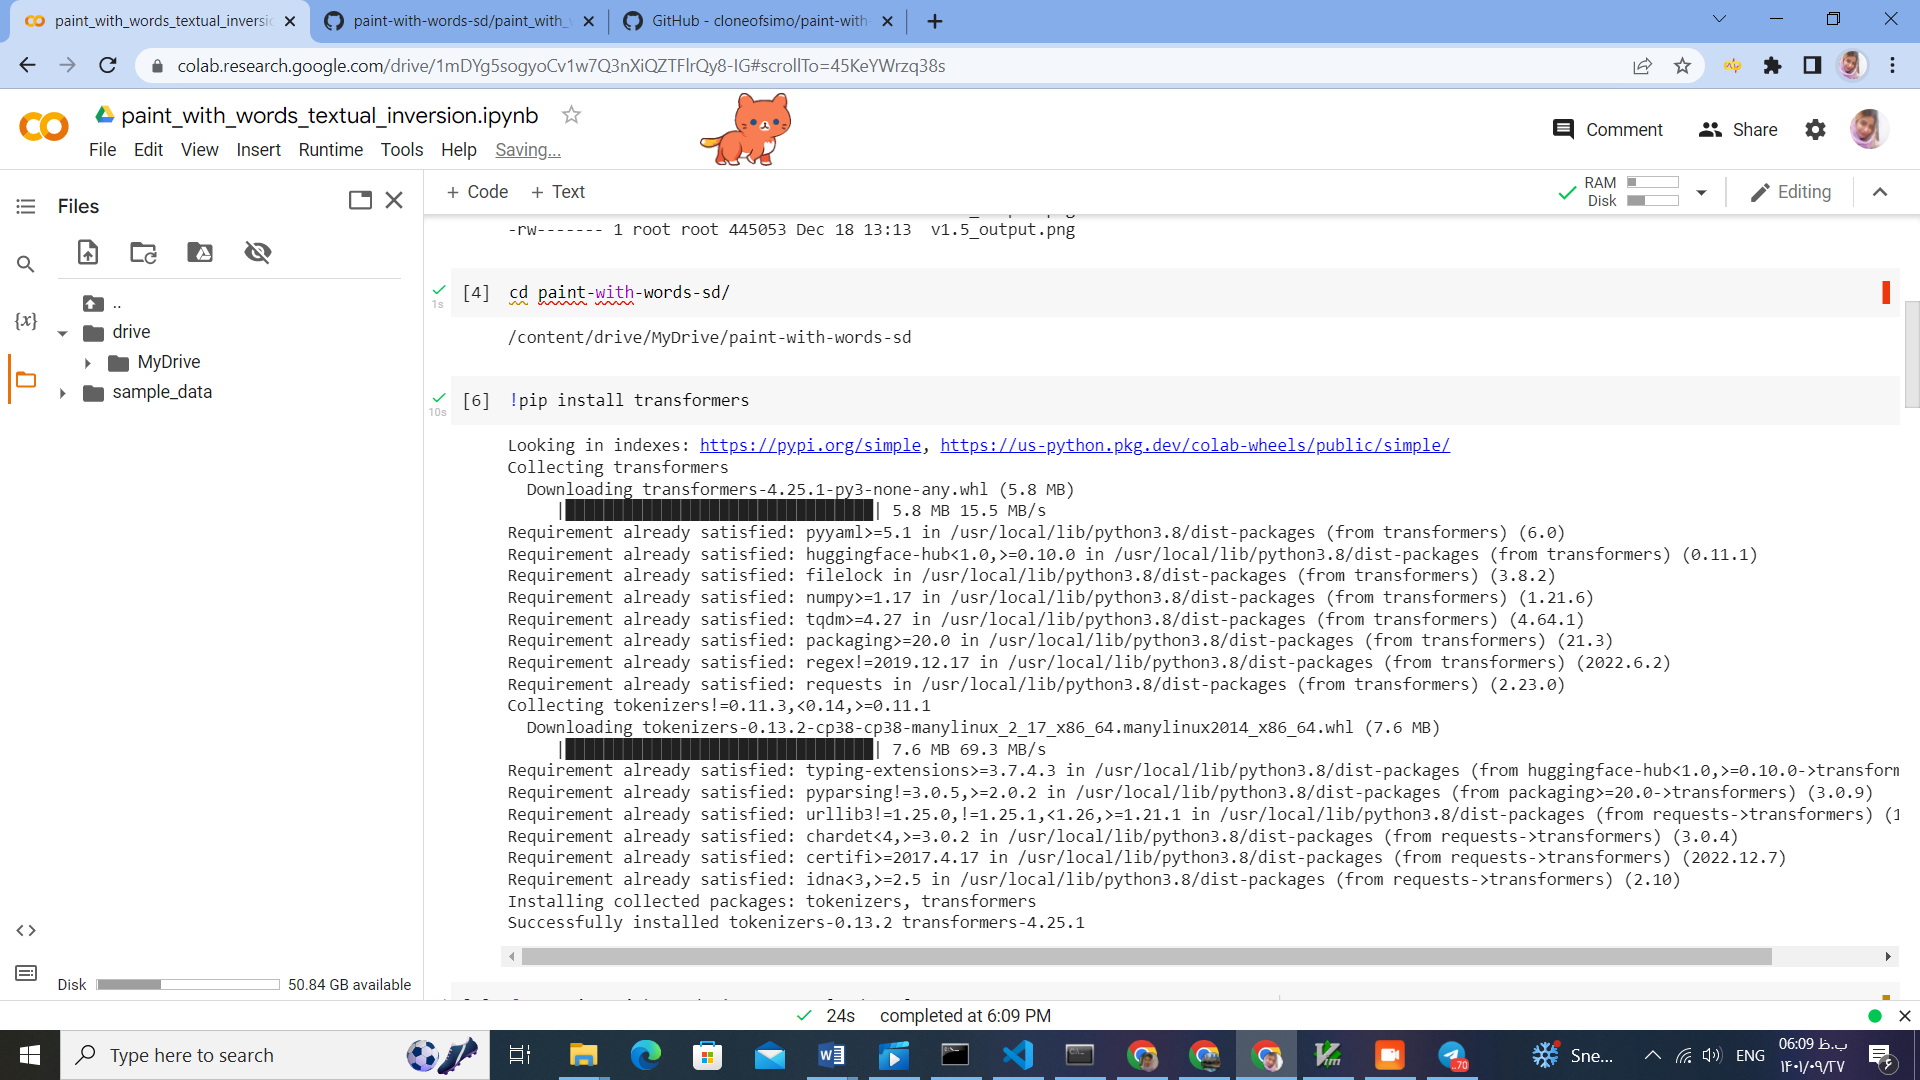 paint_with_words_textual_inversi
paint-with-words-sd/paint_with_
GitHub - cloneofsimo/paint-with-
colab.research.google.com/drive/1mDYg5sogyoCv1w7Q3nXiQZTFlrQy8-IG#scrollTo=45KeYWrzq38s
paint_with_words_textual_inversion.ipynb
File Edit View Insert Runtime Tools Help Saving...
Comment
Share
Files
+ Code + Text
RAM
Disk
Editing
..
drive
MyDrive
sample_data
{x}
-rw------- 1 root root 445053 Dec 18 13:13  v1.5_output.png
1s
[4] cd paint-with-words-sd/
/content/drive/MyDrive/paint-with-words-sd
10s
[6] !pip install transformers
Looking in indexes: https://pypi.org/simple, https://us-python.pkg.dev/colab-wheels/public/simple/
Collecting transformers
Downloading transformers-4.25.1-py3-none-any.whl (5.8 MB)
|████████████████████████████████| 5.8 MB 15.5 MB/s
Requirement already satisfied: pyyaml>=5.1 in /usr/local/lib/python3.8/dist-packages (from transformers) (6.0)
Requirement already satisfied: huggingface-hub<1.0,>=0.10.0 in /usr/local/lib/python3.8/dist-packages (from transformers) (0.11.1)
Requirement already satisfied: filelock in /usr/local/lib/python3.8/dist-packages (from transformers) (3.8.2)
Requirement already satisfied: numpy>=1.17 in /usr/local/lib/python3.8/dist-packages (from transformers) (1.21.6)
Requirement already satisfied: tqdm>=4.27 in /usr/local/lib/python3.8/dist-packages (from transformers) (4.64.1)
Requirement already satisfied: packaging>=20.0 in /usr/local/lib/python3.8/dist-packages (from transformers) (21.3)
Requirement already satisfied: regex!=2019.12.17 in /usr/local/lib/python3.8/dist-packages (from transformers) (2022.6.2)
Requirement already satisfied: requests in /usr/local/lib/python3.8/dist-packages (from transformers) (2.23.0)
Collecting tokenizers!=0.11.3,<0.14,>=0.11.1
Downloading tokenizers-0.13.2-cp38-cp38-manylinux_2_17_x86_64.manylinux2014_x86_64.whl (7.6 MB)
|████████████████████████████████| 7.6 MB 69.3 MB/s
Requirement already satisfied: typing-extensions>=3.7.4.3 in /usr/local/lib/python3.8/dist-packages (from huggingface-hub<1.0,>=0.10.0->transform
Requirement already satisfied: pyparsing!=3.0.5,>=2.0.2 in /usr/local/lib/python3.8/dist-packages (from packaging>=20.0->transformers) (3.0.9)
Requirement already satisfied: urllib3!=1.25.0,!=1.25.1,<1.26,>=1.21.1 in /usr/local/lib/python3.8/dist-packages (from requests->transformers) (1
Requirement already satisfied: chardet<4,>=3.0.2 in /usr/local/lib/python3.8/dist-packages (from requests->transformers) (3.0.4)
Requirement already satisfied: certifi>=2017.4.17 in /usr/local/lib/python3.8/dist-packages (from requests->transformers) (2022.12.7)
Requirement already satisfied: idna<3,>=2.5 in /usr/local/lib/python3.8/dist-packages (from requests->transformers) (2.10)
Installing collected packages: tokenizers, transformers
Successfully installed tokenizers-0.13.2 transformers-4.25.1
Disk 50.84 GB available
24s completed at 6:09 PM
Type here to search
..70
Sne...
ENG
06:09 ب.ظ
۱۴۰۱/۰۹/۲۷
۶